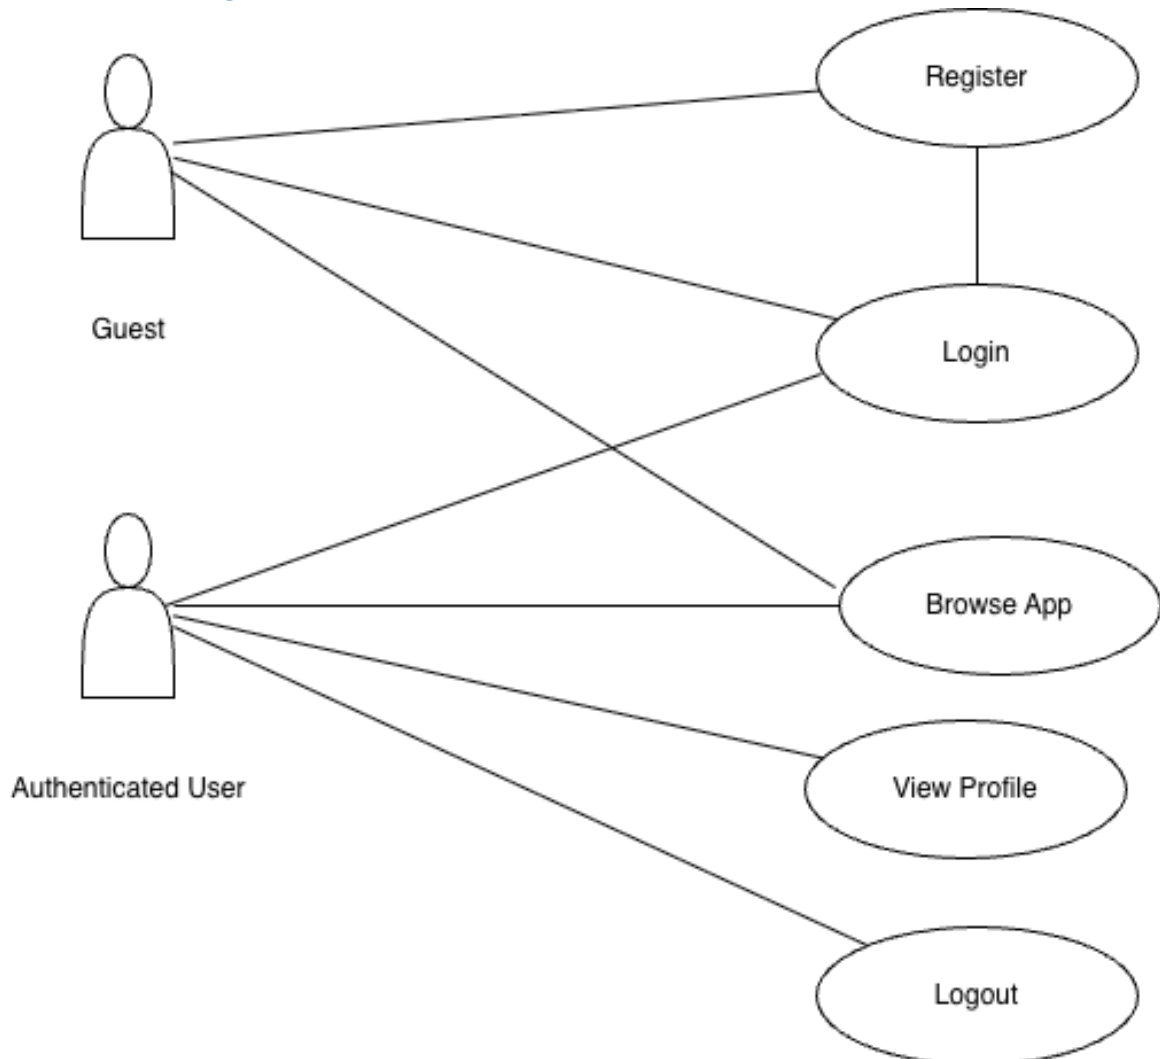 Register
Guest
Login
Browse App
Authenticated User
View Profile
Logout